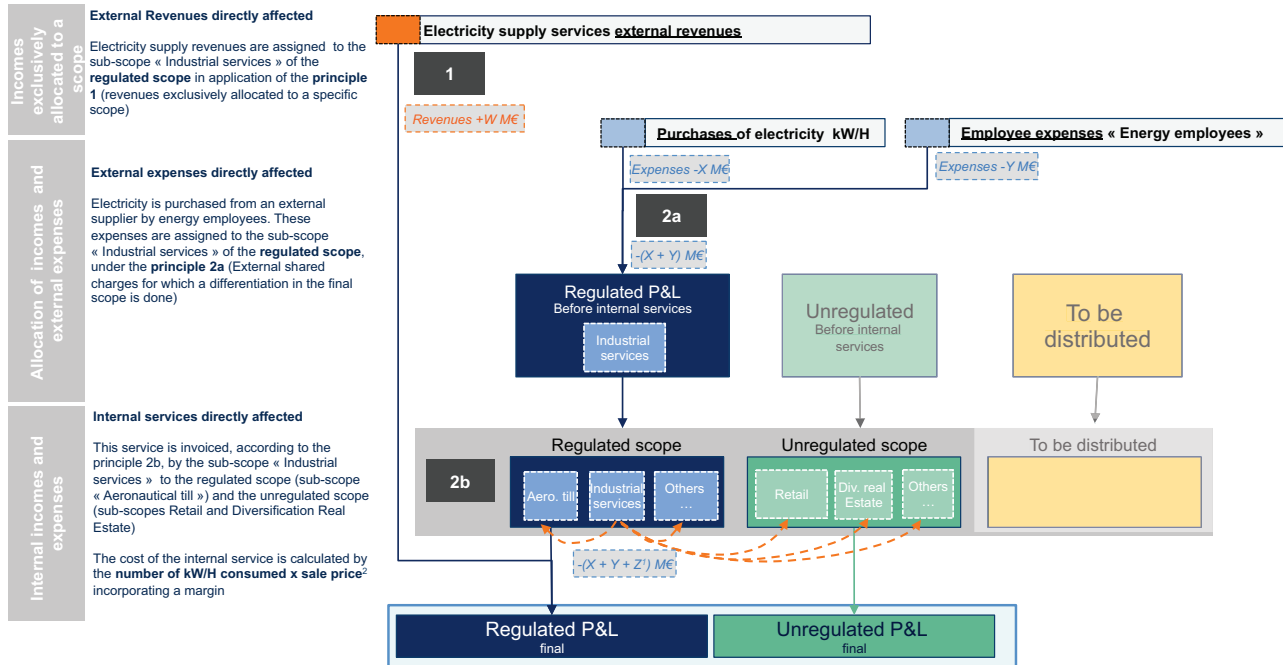 Incomes
exclusively
allocated to a
scope
External Revenues directly affected
Electricity supply revenues are assigned to the
sub-scope « Industrial services » of the
regulated scope in application of the principle
1 (revenues exclusively allocated to a specific
scope)
Electricity supply services external revenues
1
Revenues +W M€
Purchases of electricity kW/H
Employee expenses « Energy employees »
Expenses -X M€
Expenses -Y M€
Allocation of incomes and
external expenses
External expenses directly affected
Electricity is purchased from an external
supplier by energy employees. These
expenses are assigned to the sub-scope
« Industrial services » of the regulated scope,
under the principle 2a (External shared
charges for which a differentiation in the final
scope is done)
2a
-(X + Y) M€
Regulated P&L
Before internal services
Industrial
services
Unregulated
Before internal
services
To be
distributed
Internal incomes and
expenses
Internal services directly affected
This service is invoiced, according to the
principle 2b, by the sub-scope « Industrial
services » to the regulated scope (sub-scope
« Aeronautical till ») and the unregulated scope
(sub-scopes Retail and Diversification Real
Estate)
The cost of the internal service is calculated by
the number of kW/H consumed x sale price²
incorporating a margin
2b
Regulated scope
Aero. till
Industrial
services
Others
…
Unregulated scope
Retail
Div. real
Estate
Others
…
To be distributed
-(X + Y + Z¹) M€
Regulated P&L
final
Unregulated P&L
final